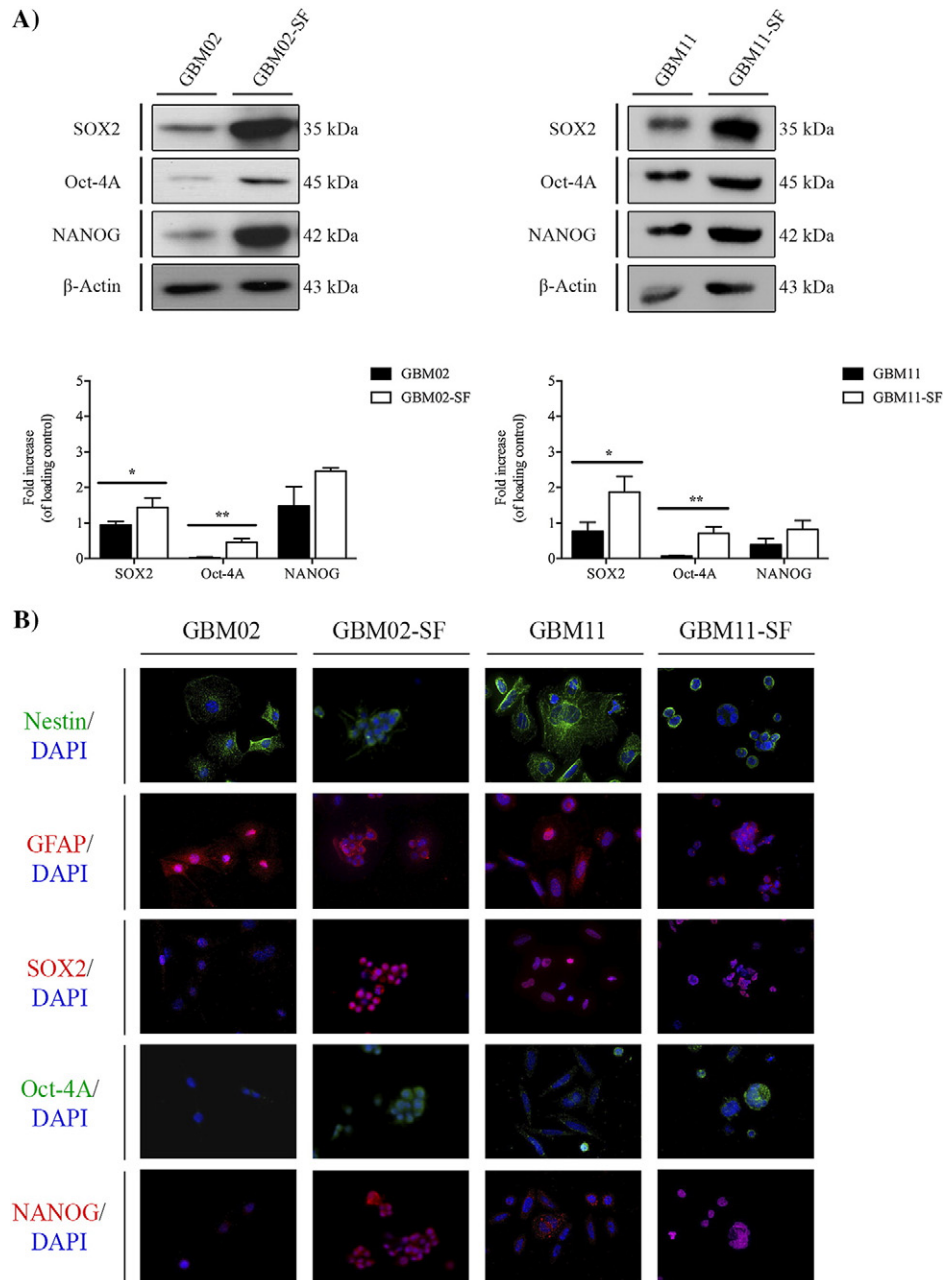 A)
GBM02 GBM02-SF
SOX2 35 kDa
Oct-4A 45 kDa
NANOG 42 kDa
β-Actin 43 kDa
GBM11 GBM11-SF
SOX2 35 kDa
Oct-4A 45 kDa
NANOG 42 kDa
β-Actin 43 kDa
GBM02
GBM02-SF
Fold increase
(of loading control)
5
4
3
2
1
0
*
**
SOX2 Oct-4A NANOG
GBM11
GBM11-SF
Fold increase
(of loading control)
5
4
3
2
1
0
*
**
SOX2 Oct-4A NANOG
B)
GBM02 GBM02-SF GBM11 GBM11-SF
Nestin/
DAPI
GFAP/
DAPI
SOX2/
DAPI
Oct-4A/
DAPI
NANOG/
DAPI